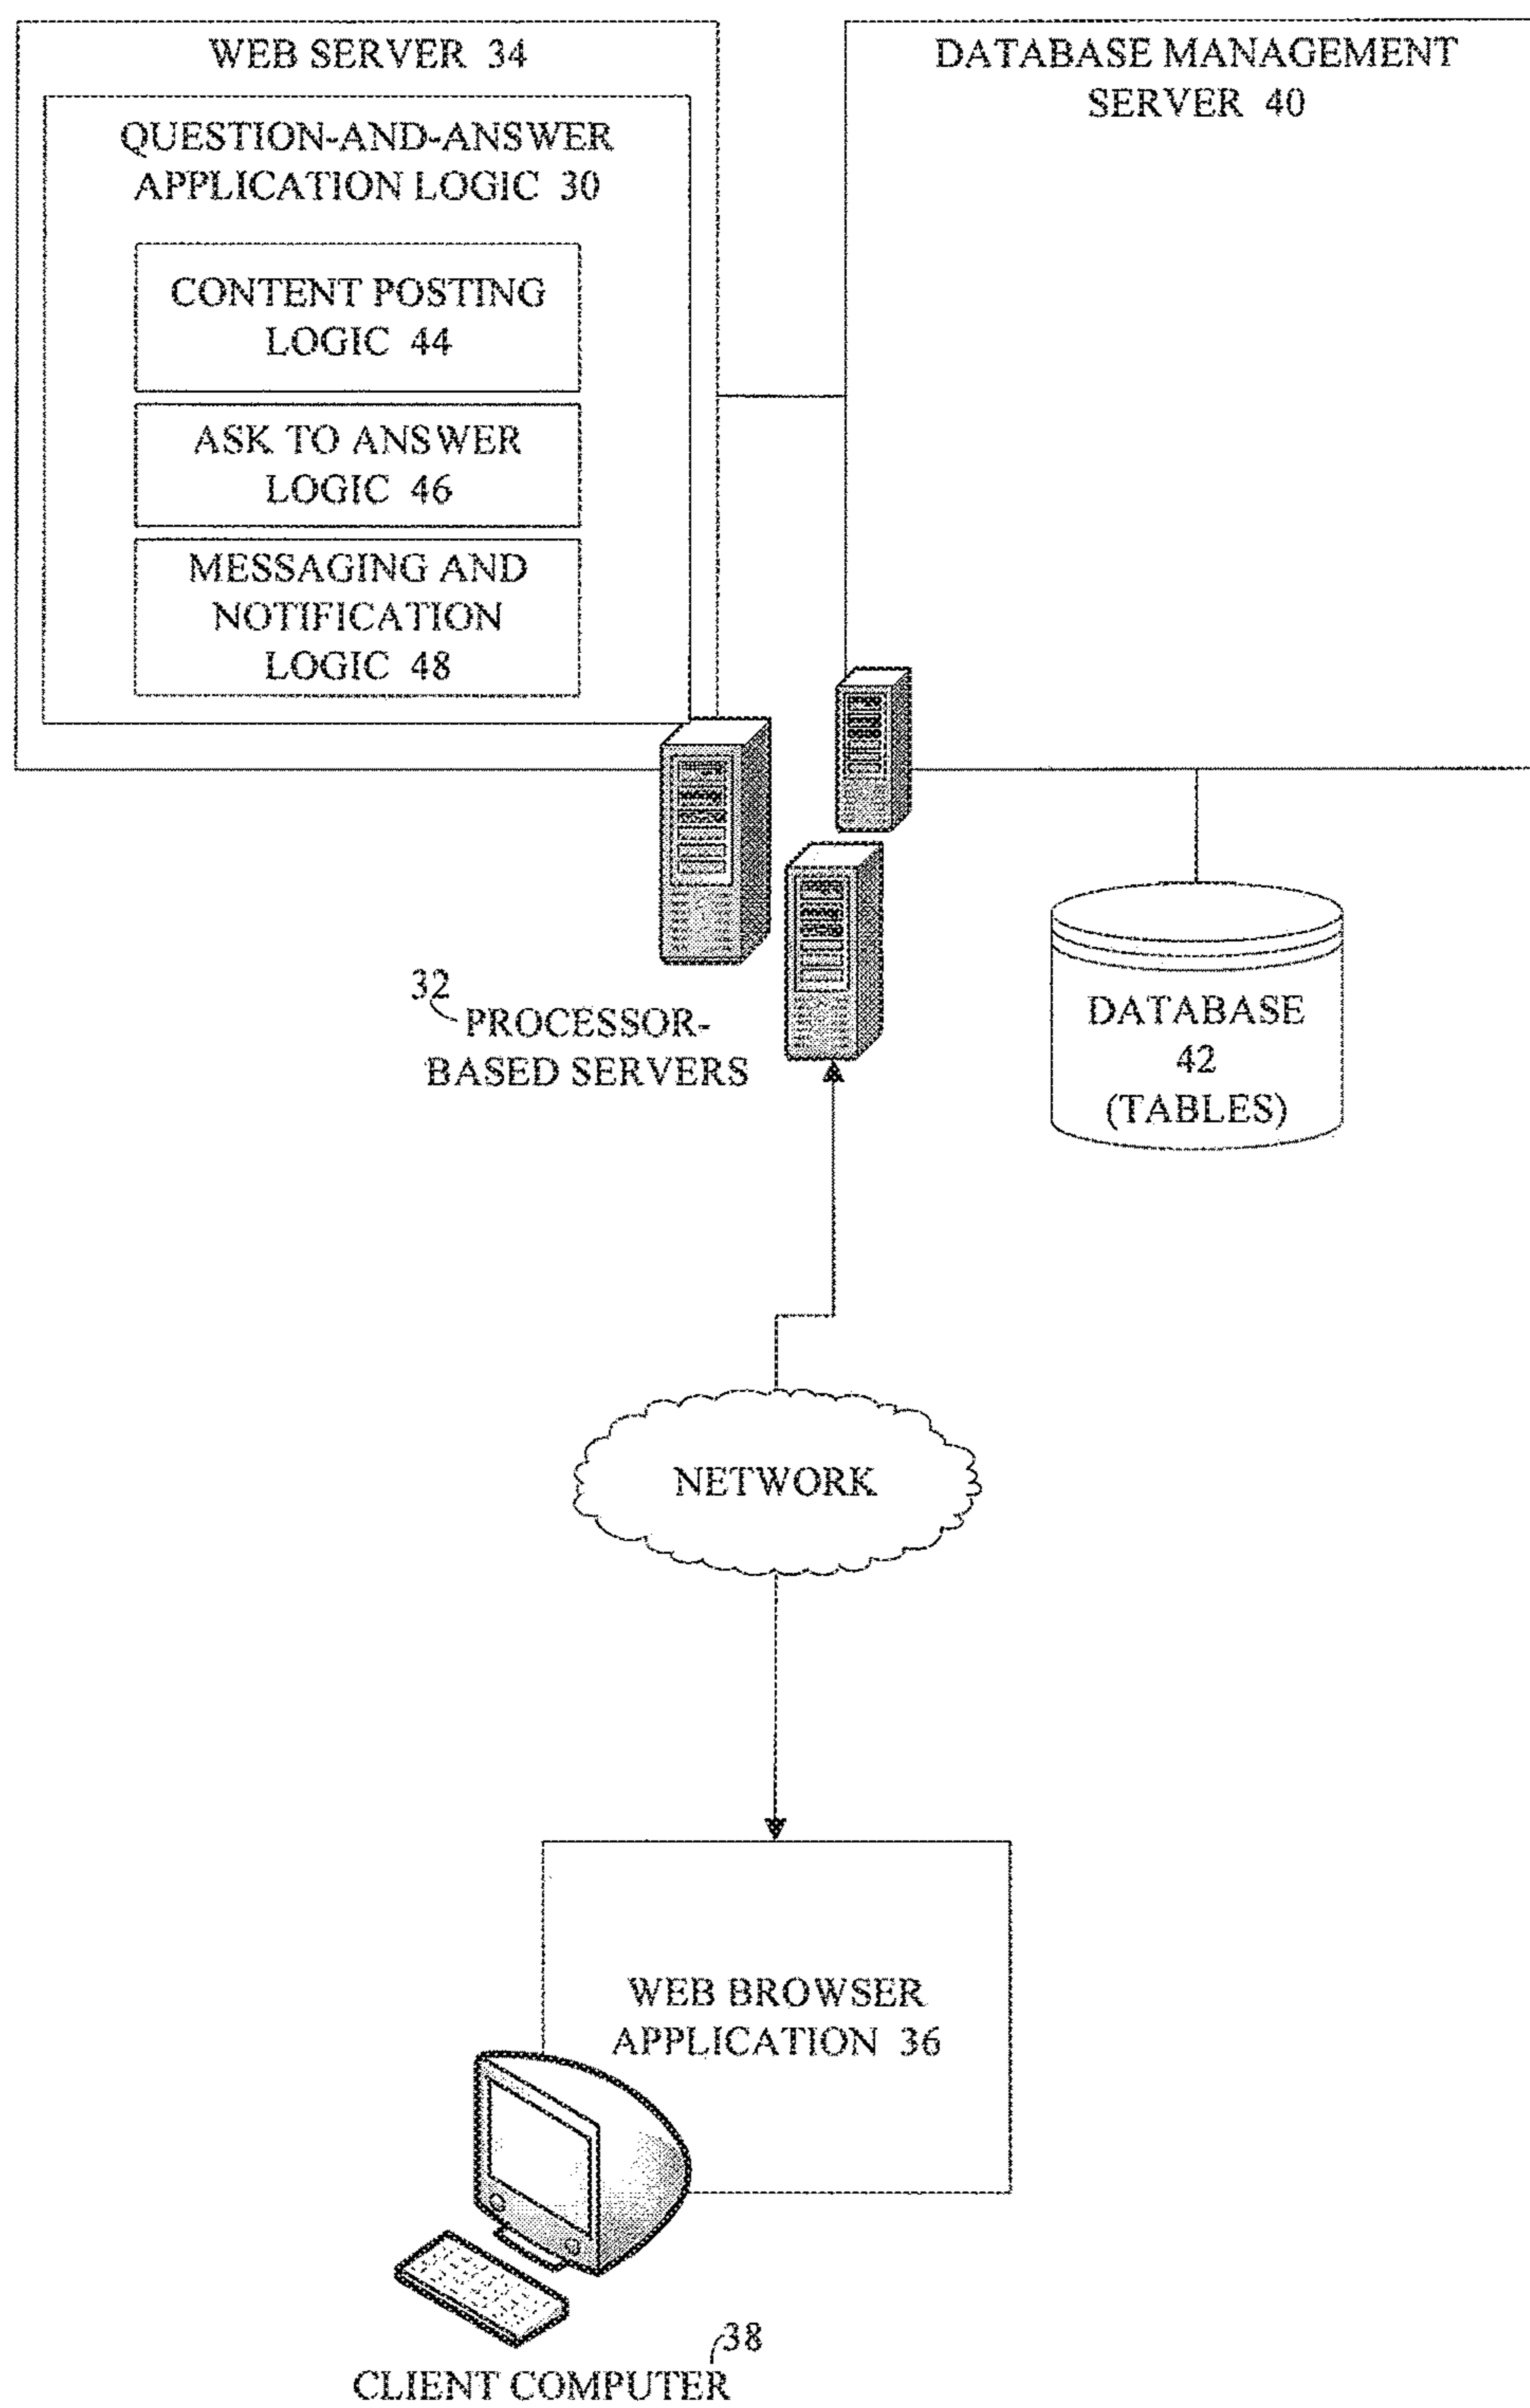 WEB SERVER 34
QUESTION-AND-ANSWER
APPLICATION LOGIC 30
CONTENT POSTING
LOGIC 44
ASK TO ANSWER
LOGIC 46
MESSAGING AND
NOTIFICATION
LOGIC 48
DATABASE MANAGEMENT
SERVER 40
32
PROCESSOR-
BASED SERVERS
DATABASE
42
(TABLES)
NETWORK
WEB BROWSER
APPLICATION 36
38
CLIENT COMPUTER